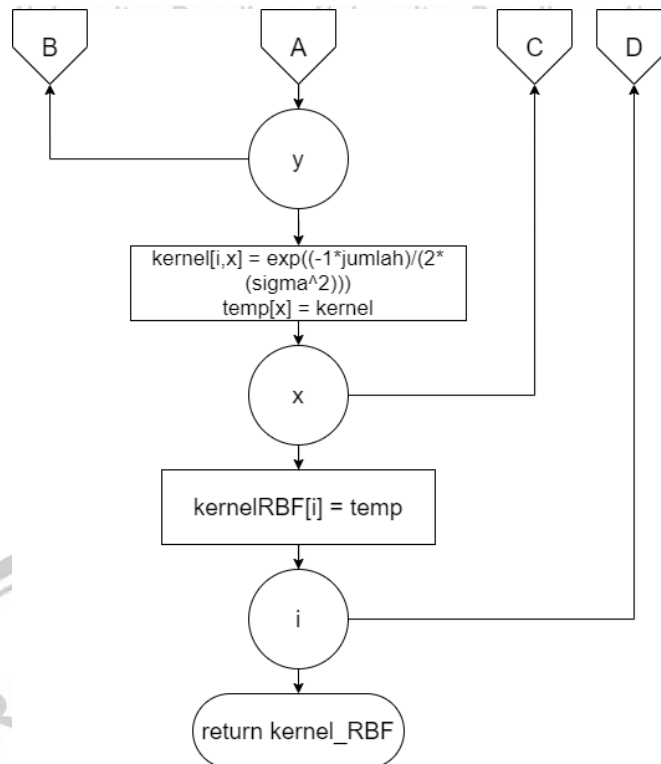 B
A
C
D
y
kernel[i,x] = exp((-1*jumlah)/(2*
(sigma^2)))
temp[x] = kernel
x
kernelRBF[i] = temp
i
return kernel_RBF